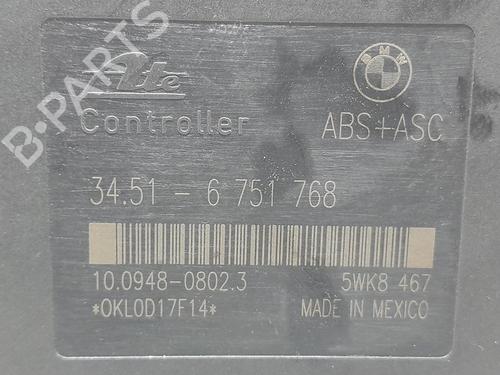 Ate
BMW
Controller
ABS+ASC
34.51 - 6 751 768
10.0948-0802.3
5WK8 467
*OKL0D17F14*
MADE IN MEXICO
B-PARTS